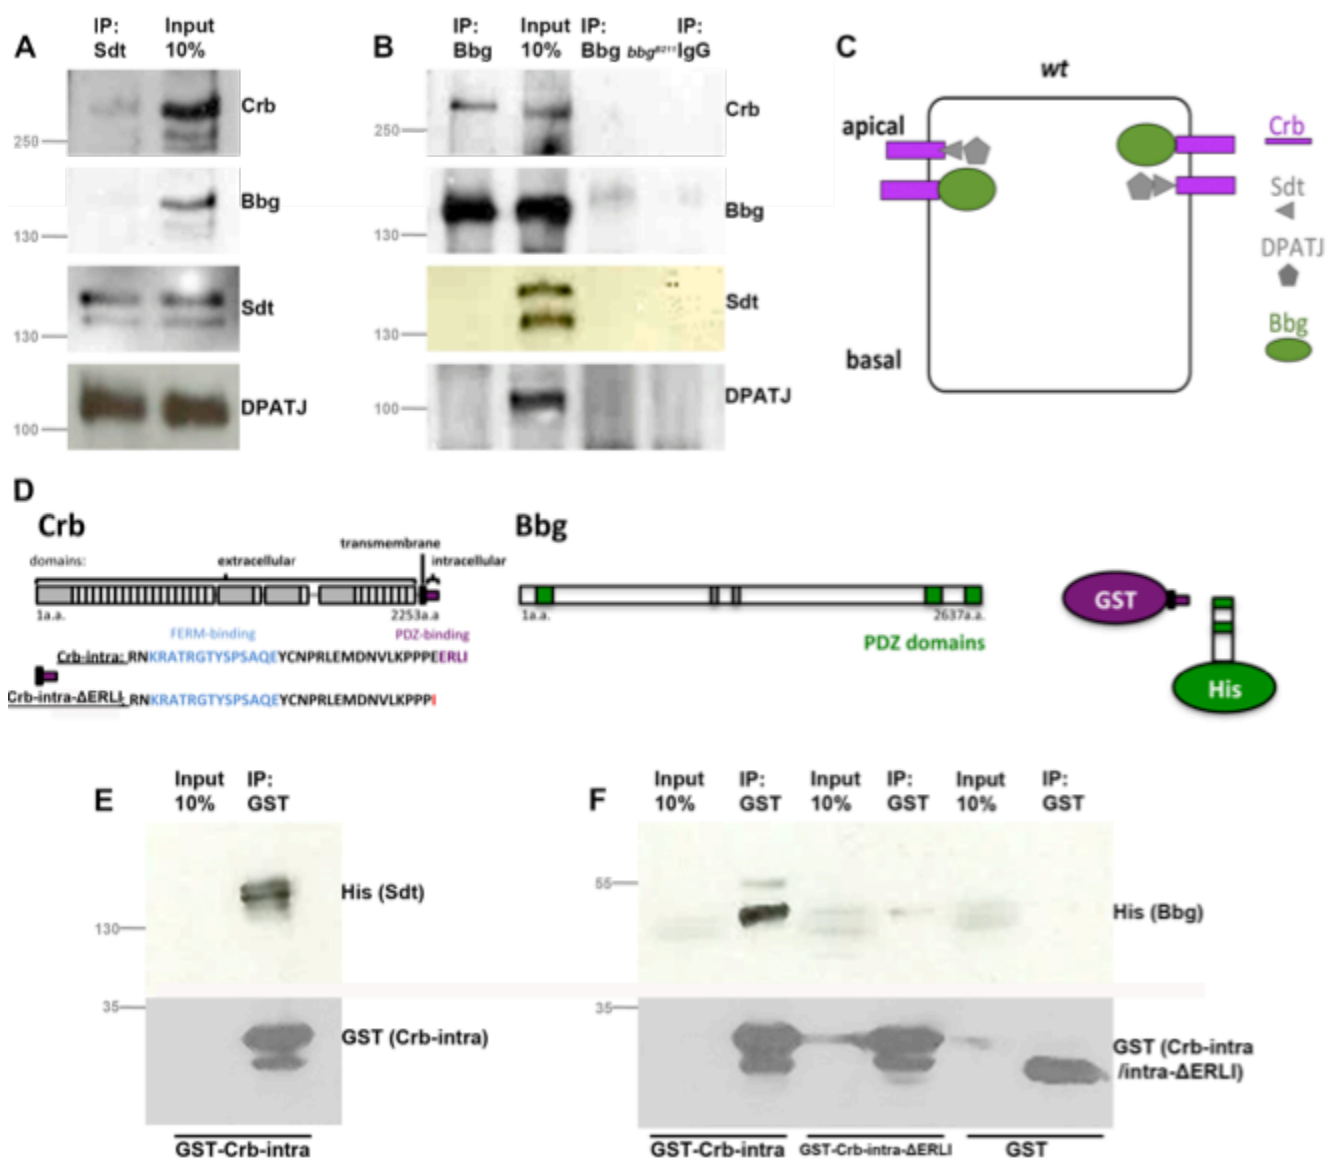 A
IP: Sdt
Input 10%
Crb
250
Bbg
130
Sdt
130
DPATJ
100
B
IP: Bbg
Input 10%
IP: Bbg
IP: IgG
Crb
250
Bbg
130
Sdt
130
DPATJ
100
C
wt
apical
basal
Crb
Sdt
DPATJ
Bbg
D
Crb
transmembrane
domains:
extracellular
intracellular
1a.a.
2253a.a
FERM-binding
PDZ-binding
Crb-intra: RNKRATRGTYSPSAQEYCNPRLEMDNVLKPPPEERLI
Crb-intra-ΔERLI: RNKRATRGTYSPSAQEYCNPRLEMDNVLKPPPI
Bbg
1a.a.
2637a.a.
PDZ domains
GST
His
E
Input 10%
IP: GST
His (Sdt)
130
35
GST (Crb-intra)
GST-Crb-intra
F
Input 10%
IP: GST
Input 10%
IP: GST
Input 10%
IP: GST
55
His (Bbg)
35
GST (Crb-intra
/intra-ΔERLI)
GST-Crb-intra
GST-Crb-intra-ΔERLI
GST